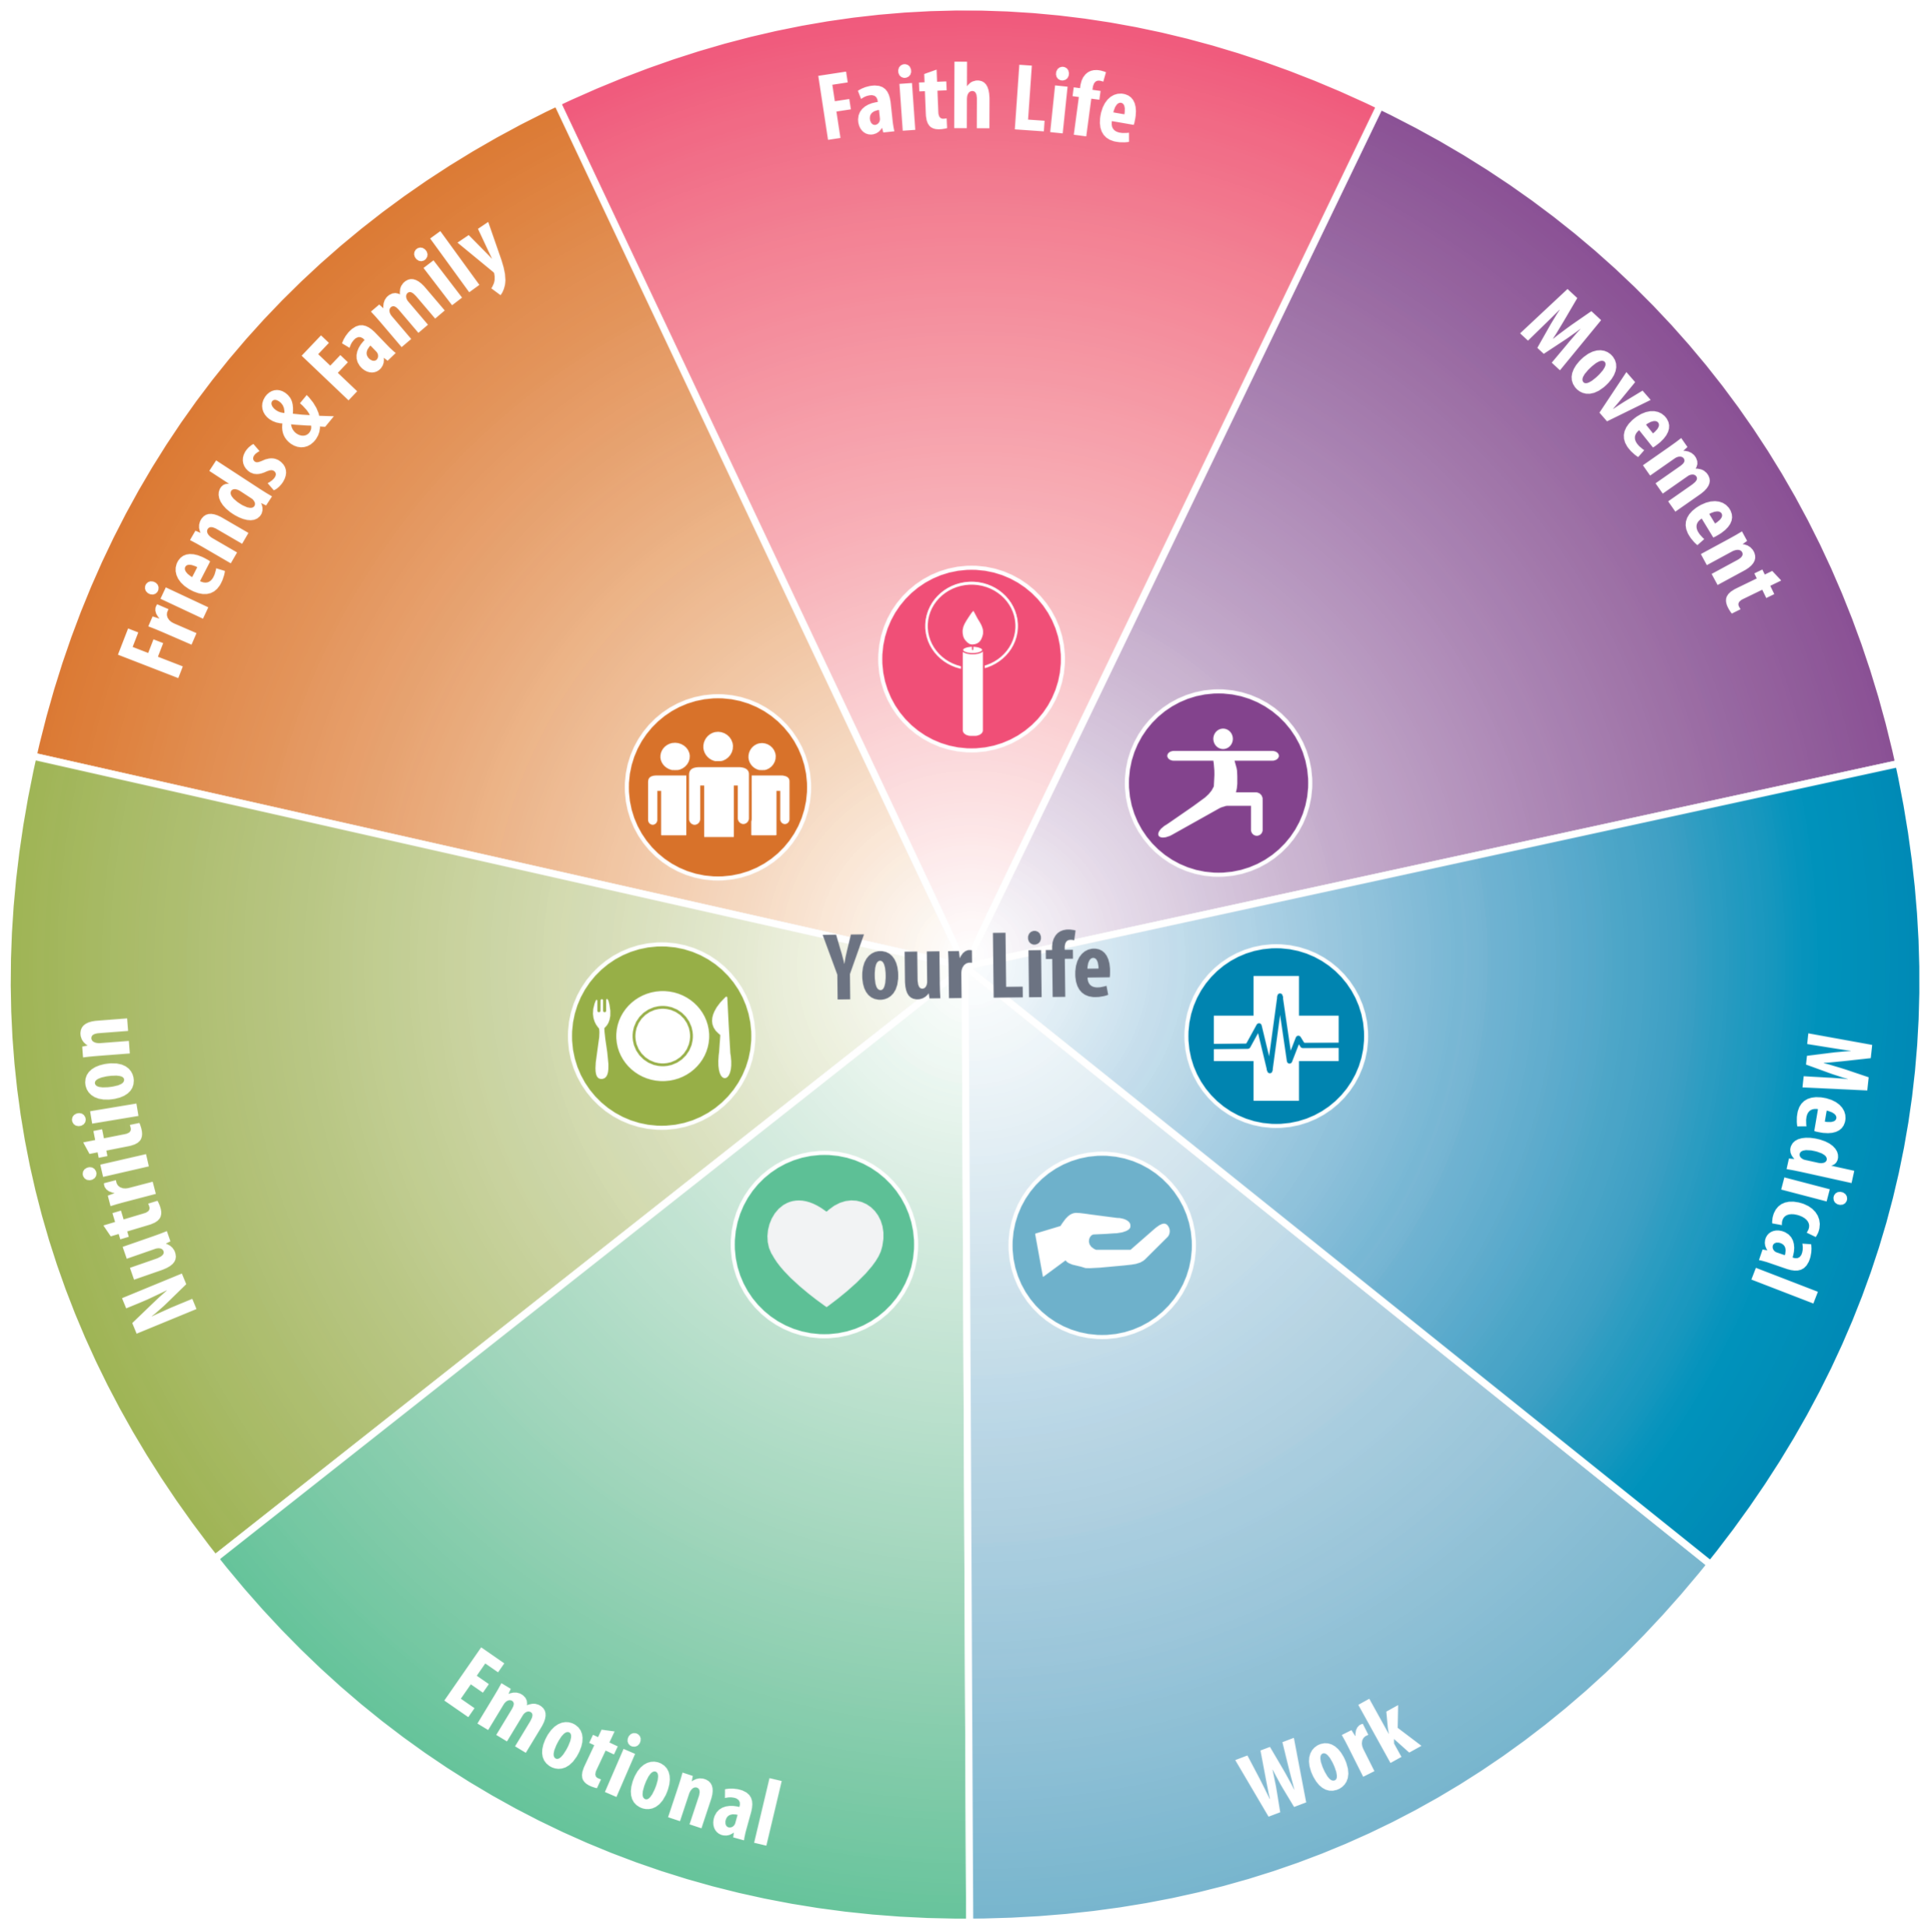 Faith Life
Movement
Medical
Work
Emotional
Nutrition
Friends & Family
Your Life